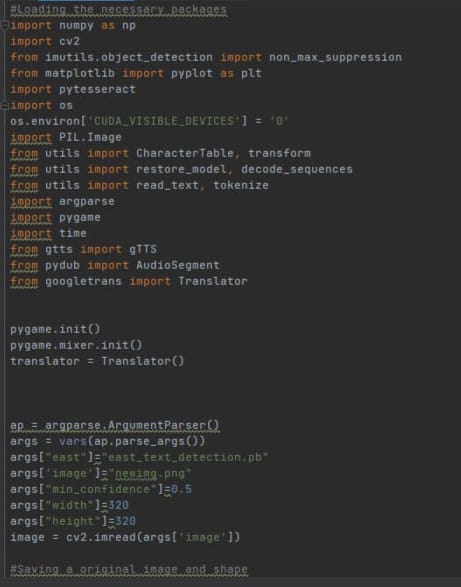 #Loading the necessary packages
import numpy as np
import cv2
from imutils.object_detection import non_max_suppression
from matplotlib import pyplot as plt
import pytesseract
import os
os.environ['CUDA_VISIBLE_DEVICES'] = '0'
import PIL.Image
from utils import CharacterTable, transform
from utils import restore_model, decode_sequences
from utils import read_text, tokenize
import argparse
import pygame
import time
from gtts import gTTS
from pydub import AudioSegment
from googletrans import Translator
pygame.init()
pygame.mixer.init()
translator = Translator()
ap = argparse.ArgumentParser()
args = vars(ap.parse_args())
args["east"]="east_text_detection.pb"
args['image']="newimg.png"
args["min_confidence"]=0.5
args["width"]=320
args["height"]=320
image = cv2.imread(args['image'])
#Saving a original image and shape